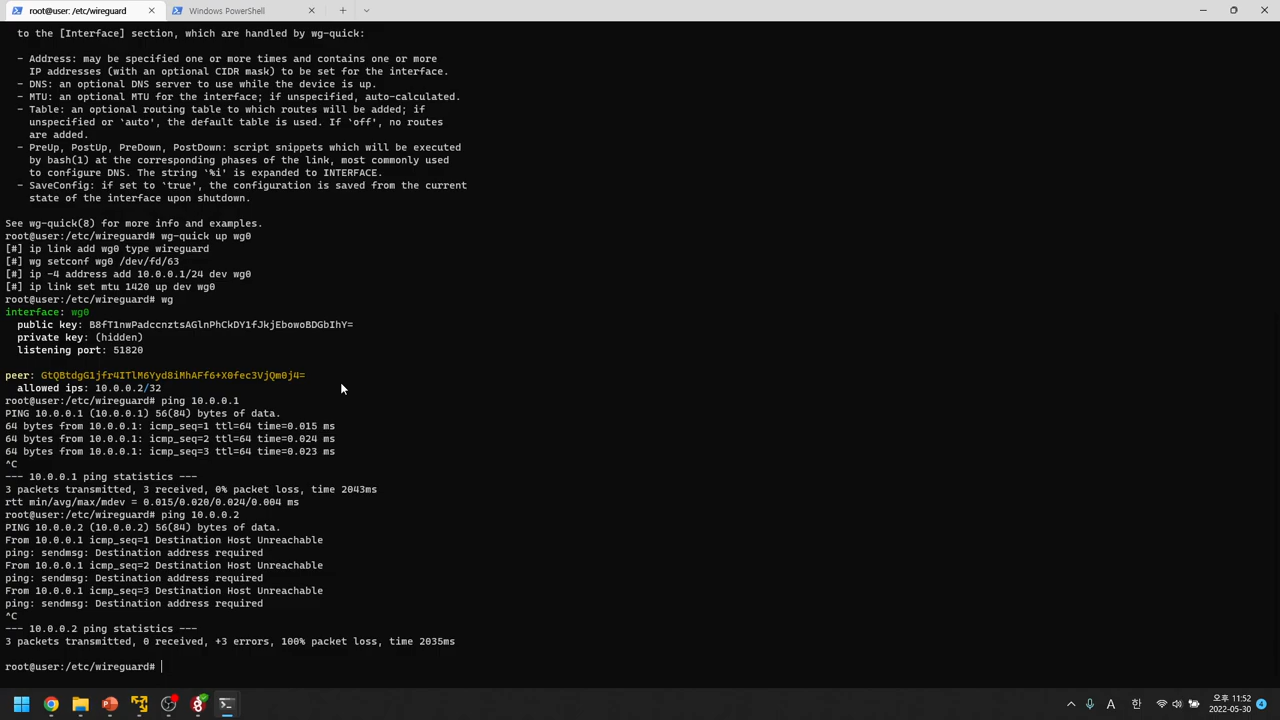 root@user: /etc/wireguard
Windows PowerShell
to the [Interface] section, which are handled by wg-quick:
- Address: may be specified one or more times and contains one or more
IP addresses (with an optional CIDR mask) to be set for the interface.
- DNS: an optional DNS server to use while the device is up.
- MTU: an optional MTU for the interface; if unspecified, auto-calculated.
- Table: an optional routing table to which routes will be added; if
unspecified or `auto', the default table is used. If `off', no routes
are added.
- PreUp, PostUp, PreDown, PostDown: script snippets which will be executed
by bash(1) at the corresponding phases of the link, most commonly used
to configure DNS. The string `%i' is expanded to INTERFACE.
- SaveConfig: if set to `true', the configuration is saved from the current
state of the interface upon shutdown.
See wg-quick(8) for more info and examples.
root@user:/etc/wireguard# wg-quick up wg0
[#] ip link add wg0 type wireguard
[#] wg setconf wg0 /dev/fd/63
[#] ip -4 address add 10.0.0.1/24 dev wg0
[#] ip link set mtu 1420 up dev wg0
root@user:/etc/wireguard# wg
interface: wg0
public key: B8fT1nwPadccnztsAGlnPhCkDY1fJkjEbowoBDGbIhY=
private key: (hidden)
listening port: 51820
peer: GtQBtdgG1jfr4ITlM6Yyd8iMhAFf6+X0fec3VjQm0j4=
allowed ips: 10.0.0.2/32
root@user:/etc/wireguard# ping 10.0.0.1
PING 10.0.0.1 (10.0.0.1) 56(84) bytes of data.
64 bytes from 10.0.0.1: icmp_seq=1 ttl=64 time=0.015 ms
64 bytes from 10.0.0.1: icmp_seq=2 ttl=64 time=0.024 ms
64 bytes from 10.0.0.1: icmp_seq=3 ttl=64 time=0.023 ms
^C
--- 10.0.0.1 ping statistics ---
3 packets transmitted, 3 received, 0% packet loss, time 2043ms
rtt min/avg/max/mdev = 0.015/0.020/0.024/0.004 ms
root@user:/etc/wireguard# ping 10.0.0.2
PING 10.0.0.2 (10.0.0.2) 56(84) bytes of data.
From 10.0.0.1 icmp_seq=1 Destination Host Unreachable
ping: sendmsg: Destination address required
From 10.0.0.1 icmp_seq=2 Destination Host Unreachable
ping: sendmsg: Destination address required
From 10.0.0.1 icmp_seq=3 Destination Host Unreachable
ping: sendmsg: Destination address required
^C
--- 10.0.0.2 ping statistics ---
3 packets transmitted, 0 received, +3 errors, 100% packet loss, time 2035ms
root@user:/etc/wireguard#
A 한 오후 11:52
2022-05-30 4